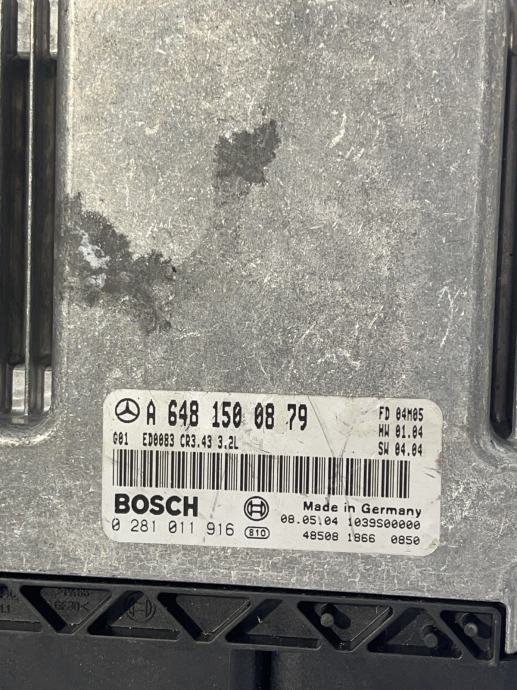 A 648 150 08 79
FD 04M05
G01 ED0083 CR3.43 3.2L
HW 01.04
SW 04.04
BOSCH
Made in Germany
0 281 011 916
810
08.05.04 1039S00000
48508 1866 0850